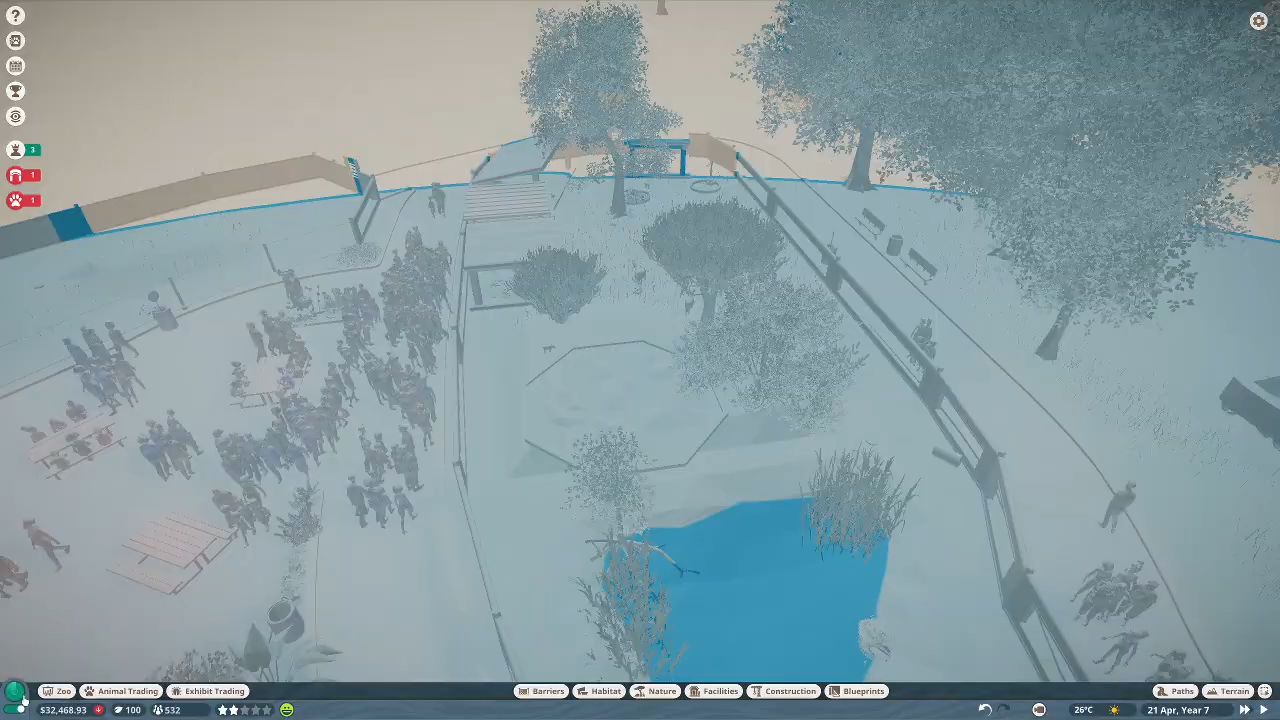 ?
3
1
1
Zoo Animal Trading Exhibit Trading Barriers Habitat Nature Facilities Construction Blueprints Paths Terrain
$32,468.93 100 532 26°C 21 Apr, Year 7